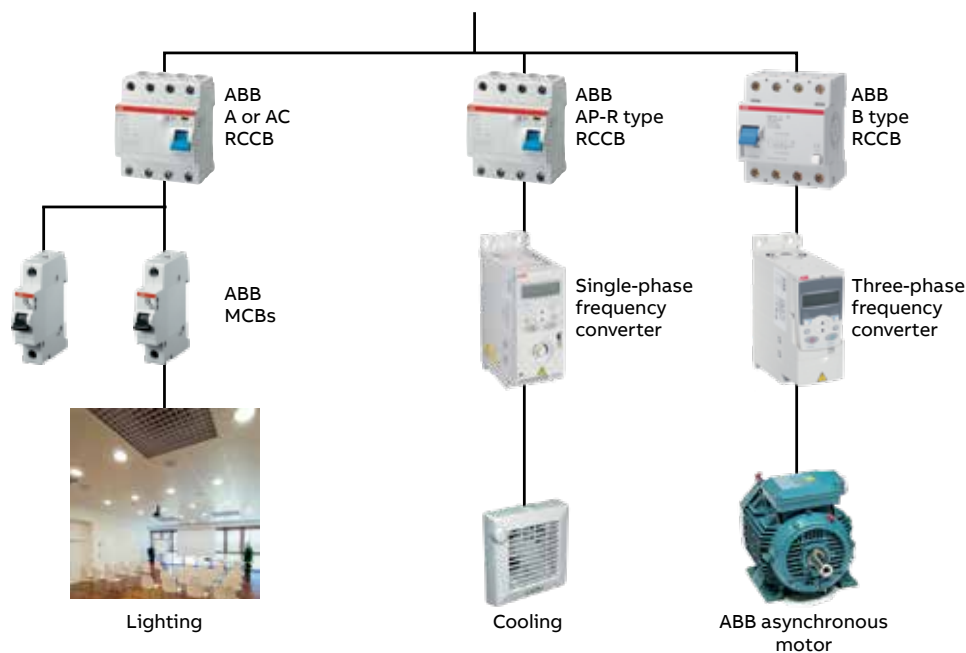 ABB
A or AC
RCCB
ABB
AP-R type
RCCB
ABB
B type
RCCB
ABB
MCBs
Single-phase
frequency
converter
Three-phase
frequency
converter
Lighting
Cooling
ABB asynchronous
motor